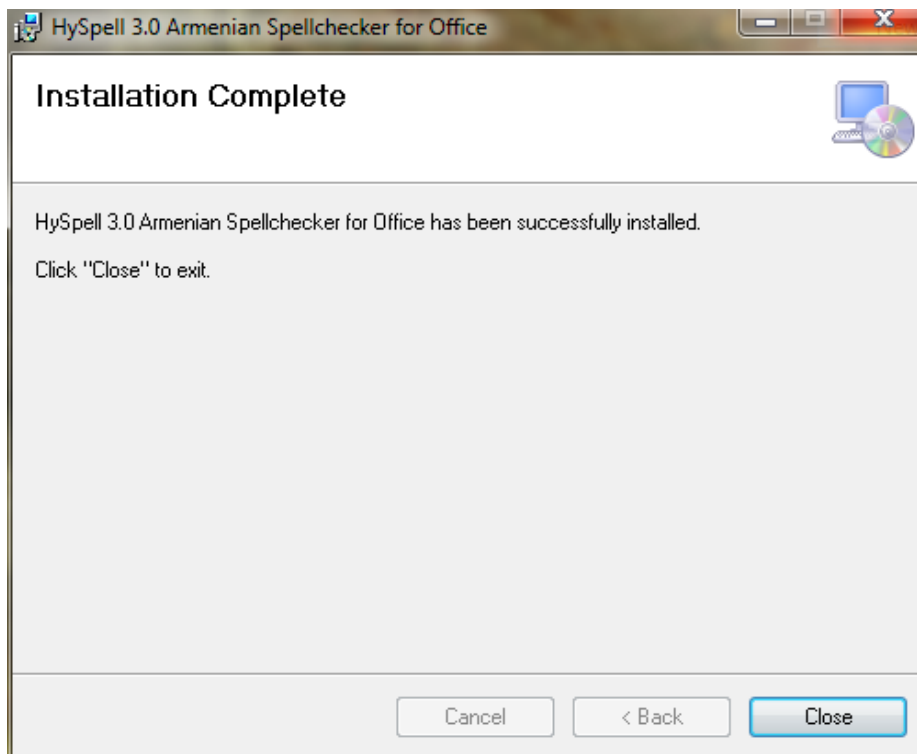 HySpell 3.0 Armenian Spellchecker for Office
Installation Complete
HySpell 3.0 Armenian Spellchecker for Office has been successfully installed.
Click "Close" to exit.
Cancel
< Back
Close